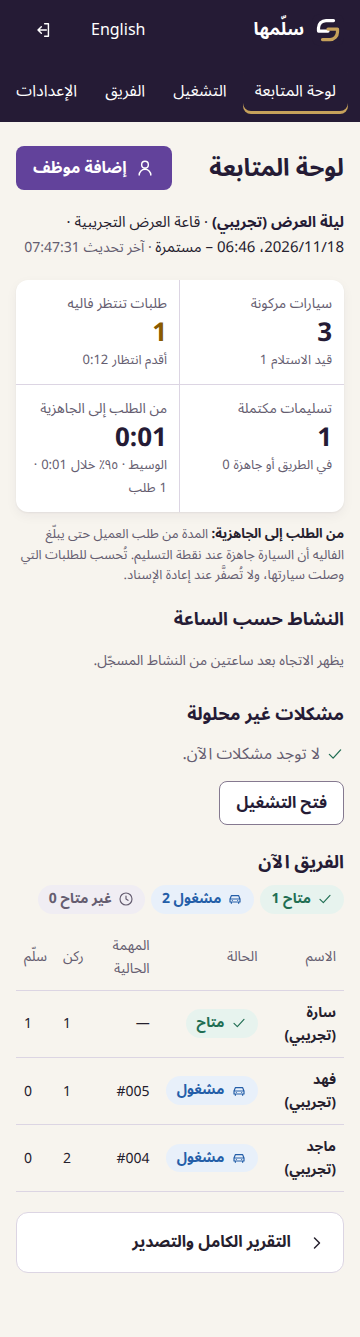 سلّمها
English
لوحة المتابعة
التشغيل
الفريق
الإعدادات
لوحة المتابعة
إضافة موظف
ليلة العرض (تجريبي) · قاعة العرض التجريبية ·
2026/11/18، 06:46 – مستمرة · آخر تحديث 07:47:31
سيارات مركونة
3
قيد الاستلام 1
طلبات تنتظر فاليه
1
أقدم انتظار 0:12
تسليمات مكتملة
1
في الطريق أو جاهزة 0
من الطلب إلى الجاهزية
0:01
الوسيط · ٩٥٪ خلال 0:01 ·
1 طلب
من الطلب إلى الجاهزية: المدة من طلب العميل حتى يبلّغ
الفاليه أن السيارة جاهزة عند نقطة التسليم. تُحسب للطلبات التي
وصلت سيارتها، ولا تُصفَّر عند إعادة الإسناد.
النشاط حسب الساعة
يظهر الاتجاه بعد ساعتين من النشاط المسجّل.
مشكلات غير محلولة
لا توجد مشكلات الآن.
فتح التشغيل
الفريق الآن
متاح 1
مشغول 2
غير متاح 0
الاسم
الحالة
المهمة
الحالية
ركن
سلّم
سارة
(تجريبي)
متاح
—
1
1
فهد
(تجريبي)
مشغول
#005
1
0
ماجد
(تجريبي)
مشغول
#004
2
0
التقرير الكامل والتصدير